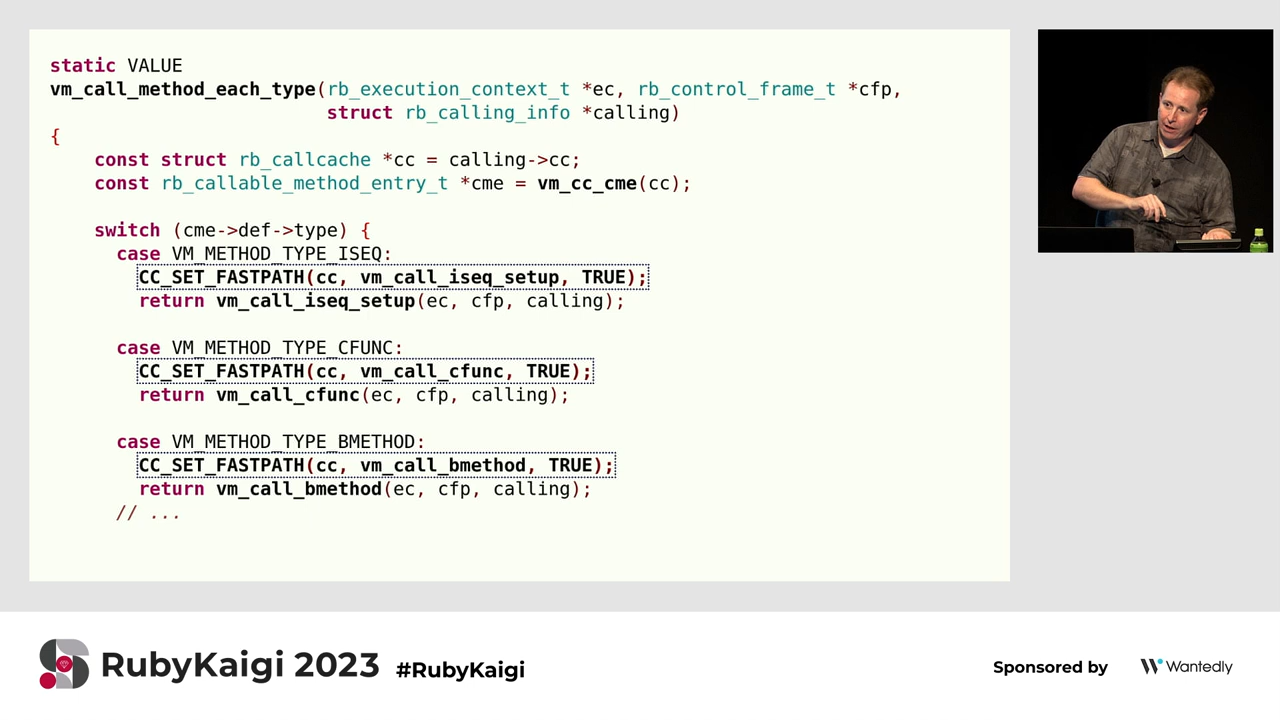 static VALUE
vm_call_method_each_type(rb_execution_context_t *ec, rb_control_frame_t *cfp,
struct rb_calling_info *calling)
{
const struct rb_callcache *cc = calling->cc;
const rb_callable_method_entry_t *cme = vm_cc_cme(cc);
switch (cme->def->type) {
case VM_METHOD_TYPE_ISEQ:
CC_SET_FASTPATH(cc, vm_call_iseq_setup, TRUE);
return vm_call_iseq_setup(ec, cfp, calling);
case VM_METHOD_TYPE_CFUNC:
CC_SET_FASTPATH(cc, vm_call_cfunc, TRUE);
return vm_call_cfunc(ec, cfp, calling);
case VM_METHOD_TYPE_BMETHOD:
CC_SET_FASTPATH(cc, vm_call_bmethod, TRUE);
return vm_call_bmethod(ec, cfp, calling);
// ...
RubyKaigi 2023 #RubyKaigi
Sponsored by Wantedly